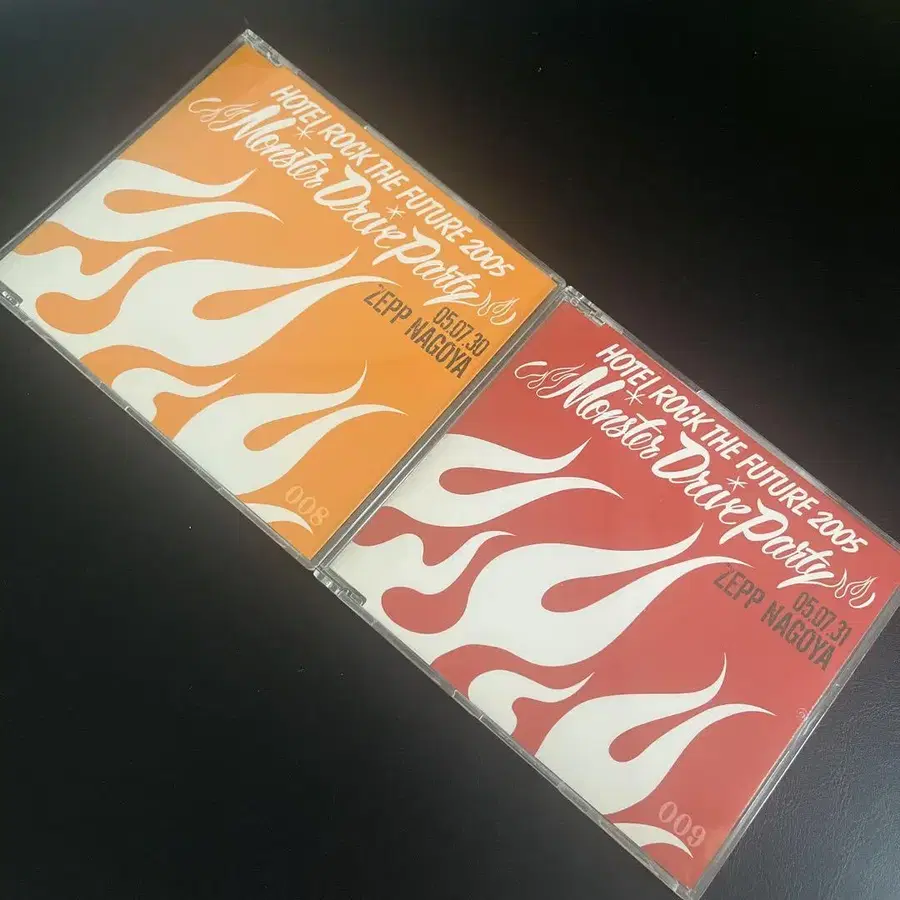 HOTEI ROCK THE FUTURE 2005
Monster Drive Party
05.07.30
ZEPP NAGOYA
008
HOTEI ROCK THE FUTURE 2005
Monster Drive Party
05.07.31
ZEPP NAGOYA
009